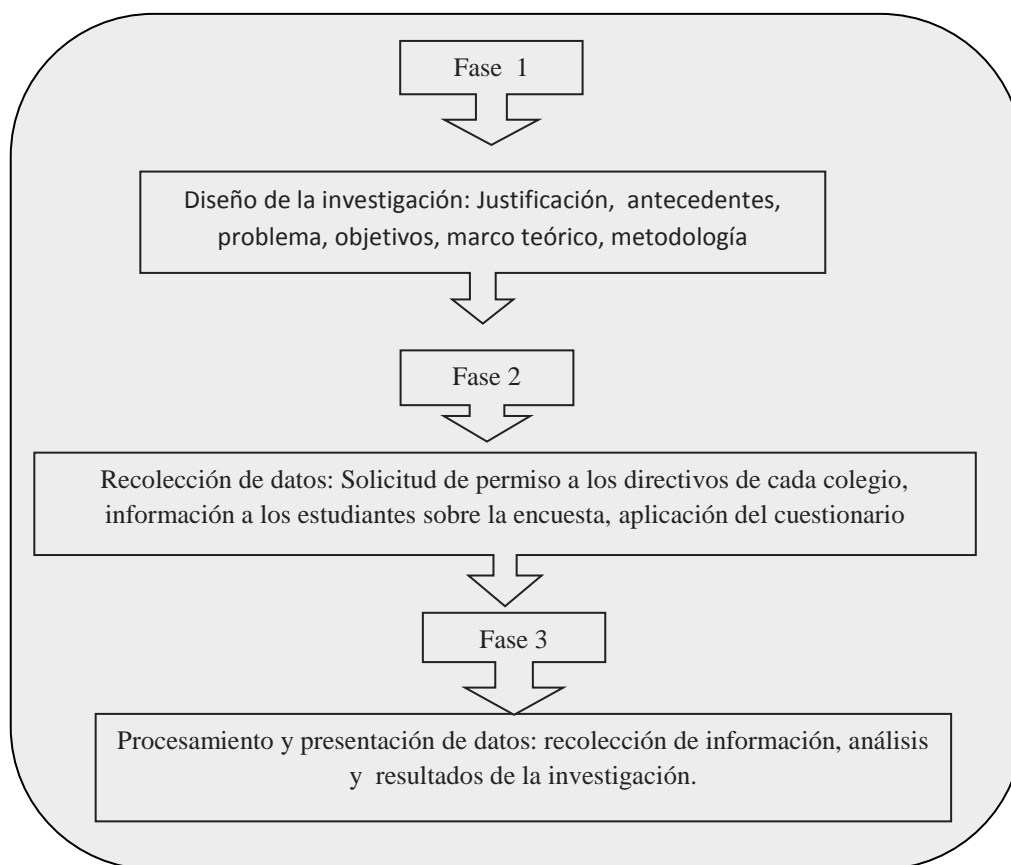 Fase 1
Diseño de la investigación: Justificación, antecedentes,
problema, objetivos, marco teórico, metodología
Fase 2
Recolección de datos: Solicitud de permiso a los directivos de cada colegio,
información a los estudiantes sobre la encuesta, aplicación del cuestionario
Fase 3
Procesamiento y presentación de datos: recolección de información, análisis
y resultados de la investigación.